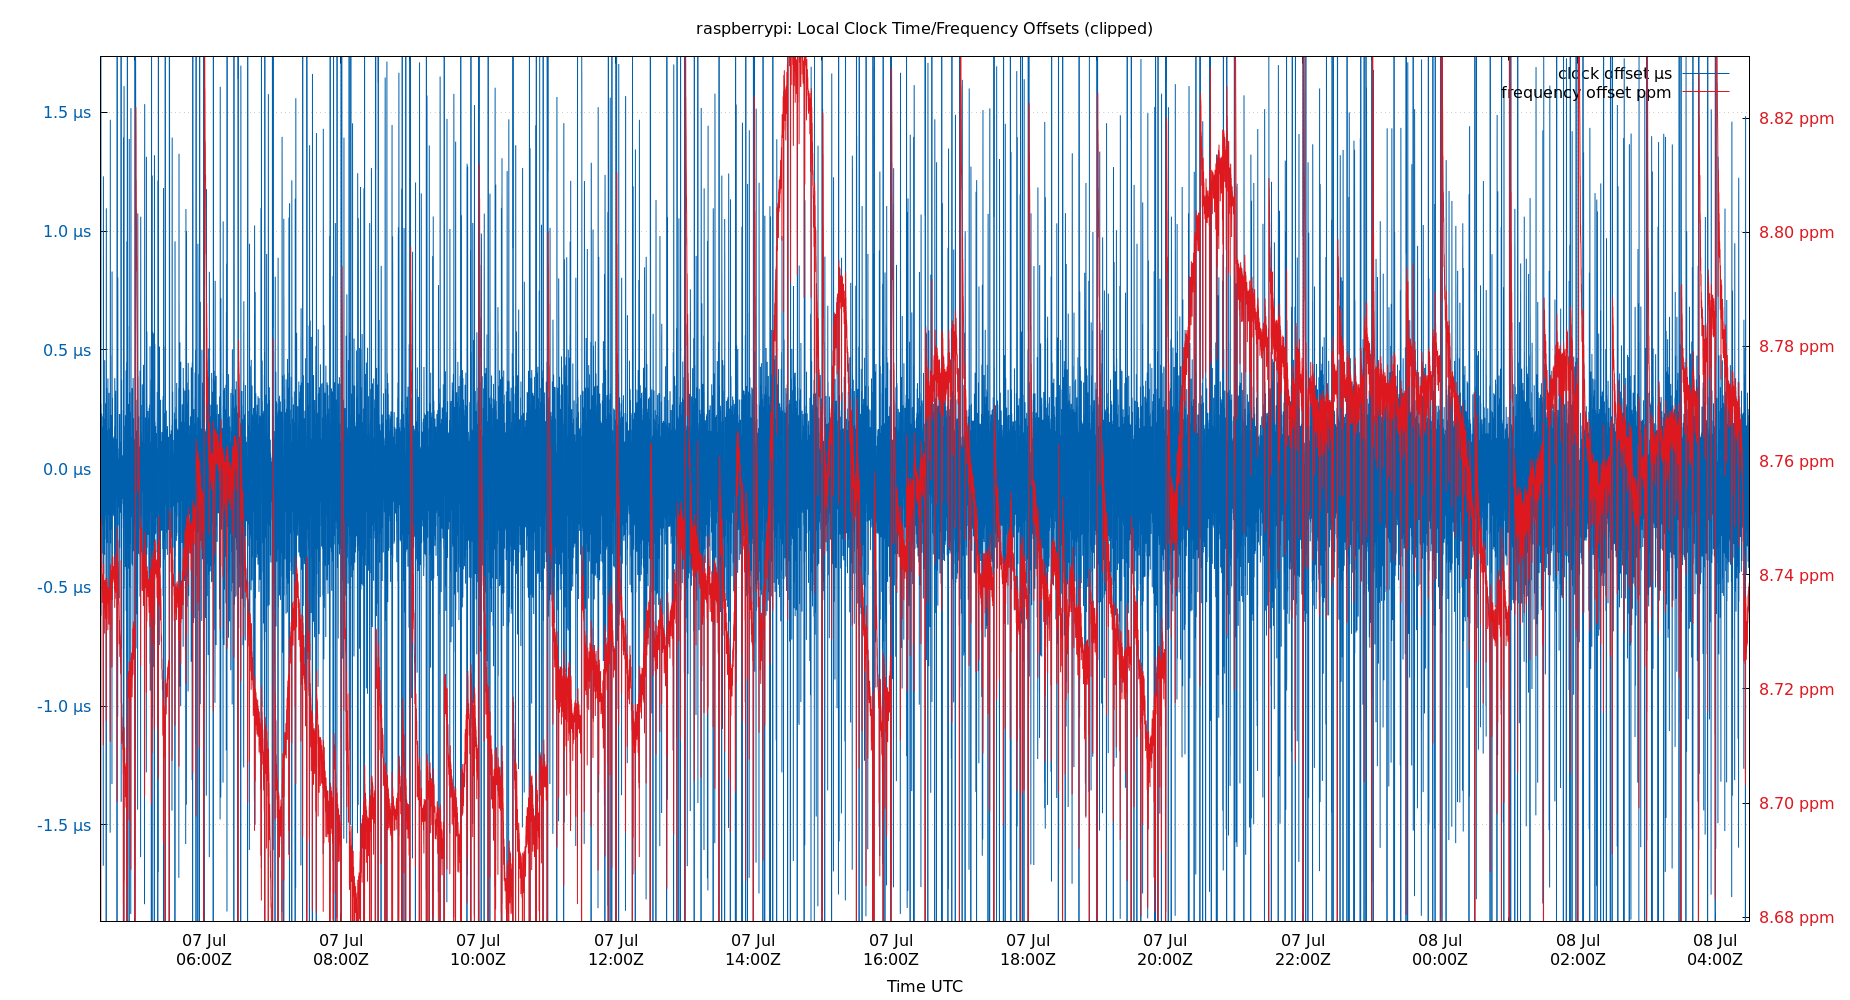 raspberrypi: Local Clock Time/Frequency Offsets (clipped)
clock offset µs
frequency offset ppm
1.5 µs
1.0 µs
0.5 µs
0.0 µs
-0.5 µs
-1.0 µs
-1.5 µs
8.82 ppm
8.80 ppm
8.78 ppm
8.76 ppm
8.74 ppm
8.72 ppm
8.70 ppm
8.68 ppm
07 Jul 07 Jul 07 Jul 07 Jul 07 Jul 07 Jul 07 Jul 07 Jul 07 Jul 08 Jul 08 Jul 08 Jul
06:00Z 08:00Z 10:00Z 12:00Z 14:00Z 16:00Z 18:00Z 20:00Z 22:00Z 00:00Z 02:00Z 04:00Z
Time UTC